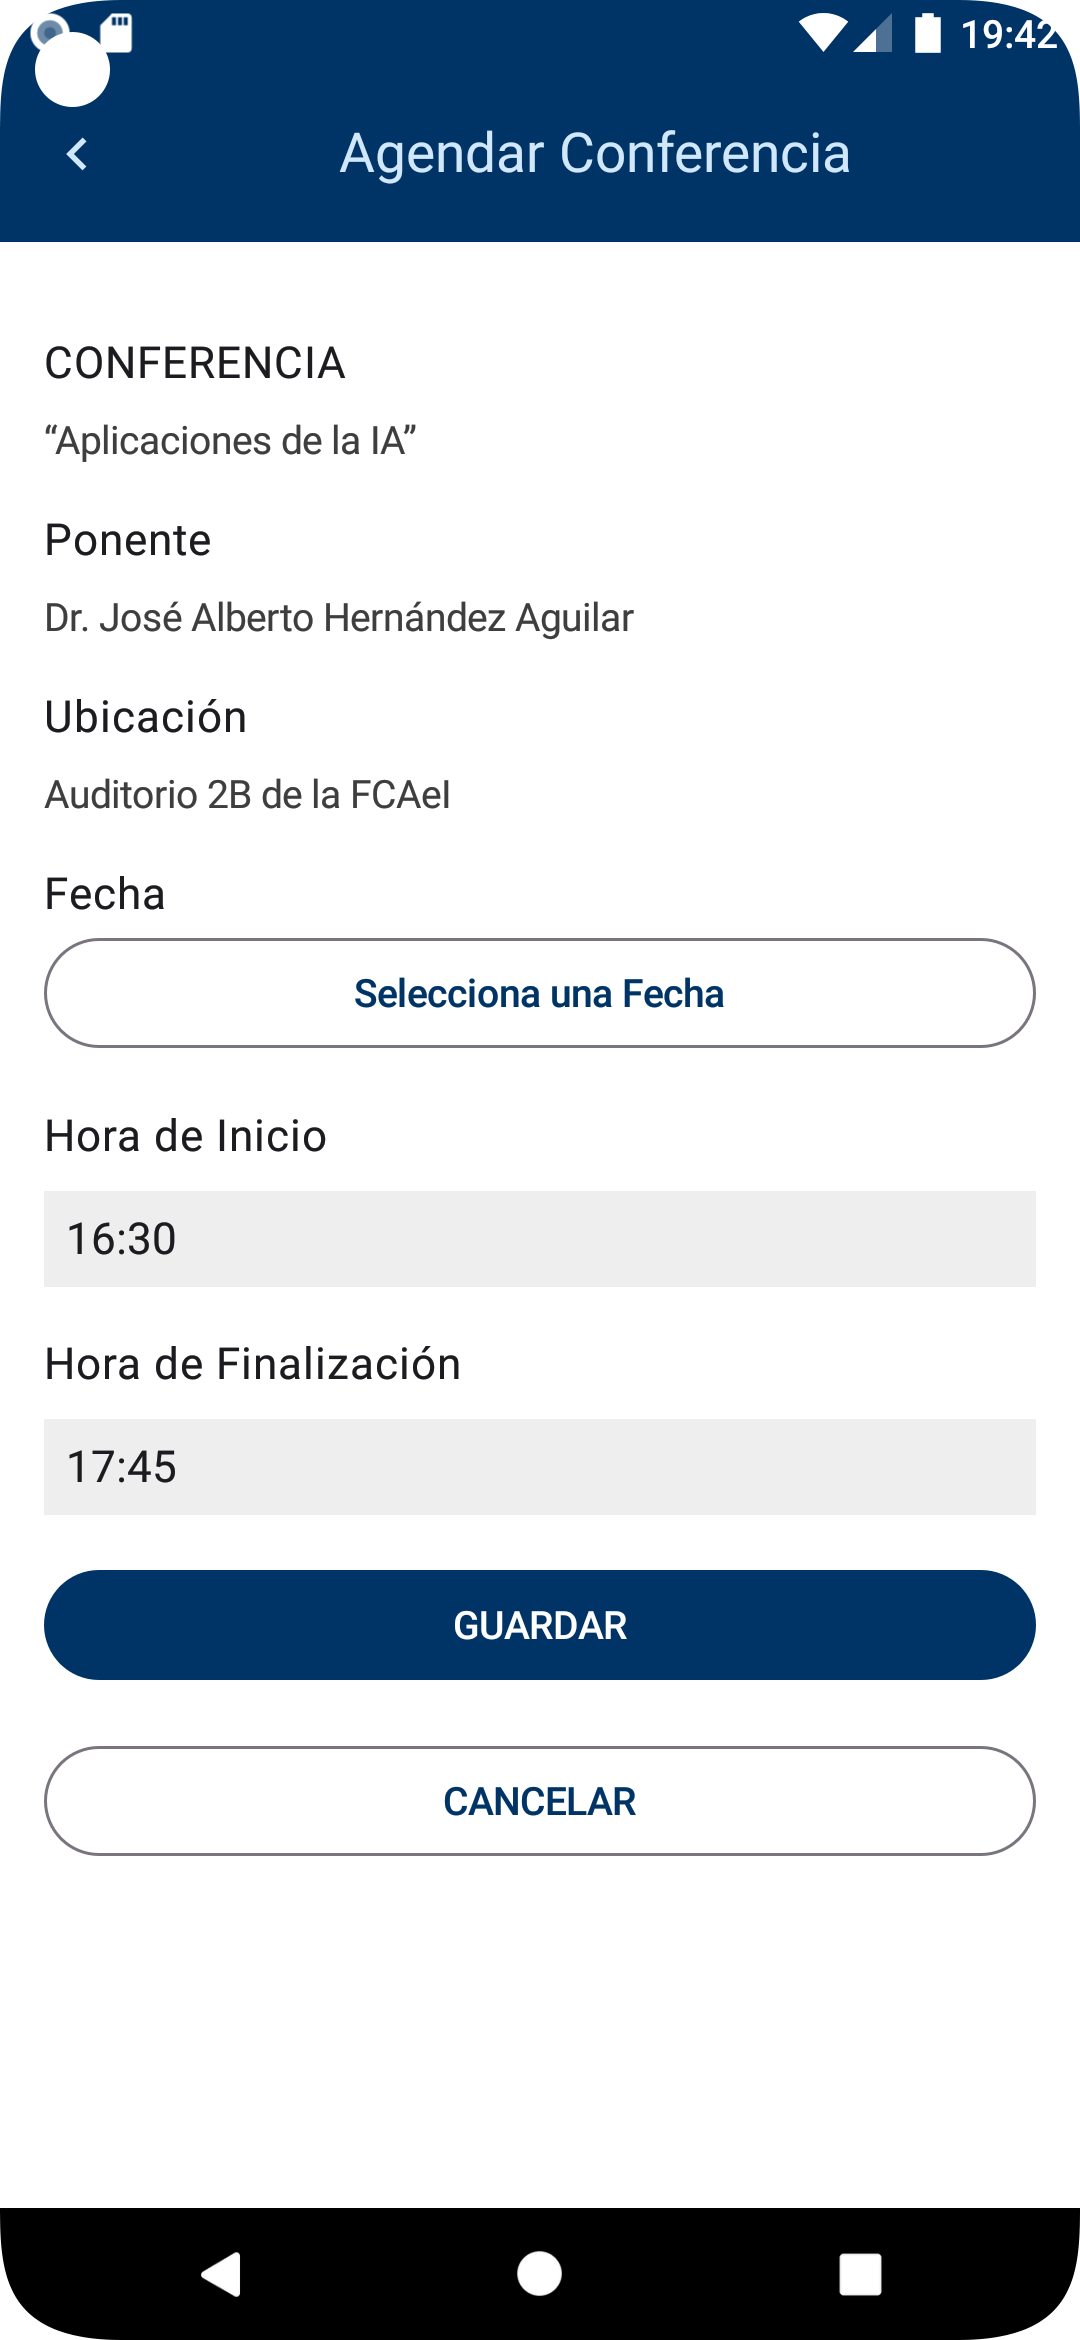 19:42
Agendar Conferencia
CONFERENCIA
“Aplicaciones de la IA”
Ponente
Dr. José Alberto Hernández Aguilar
Ubicación
Auditorio 2B de la FCAeI
Fecha
Selecciona una Fecha
Hora de Inicio
16:30
Hora de Finalización
17:45
GUARDAR
CANCELAR